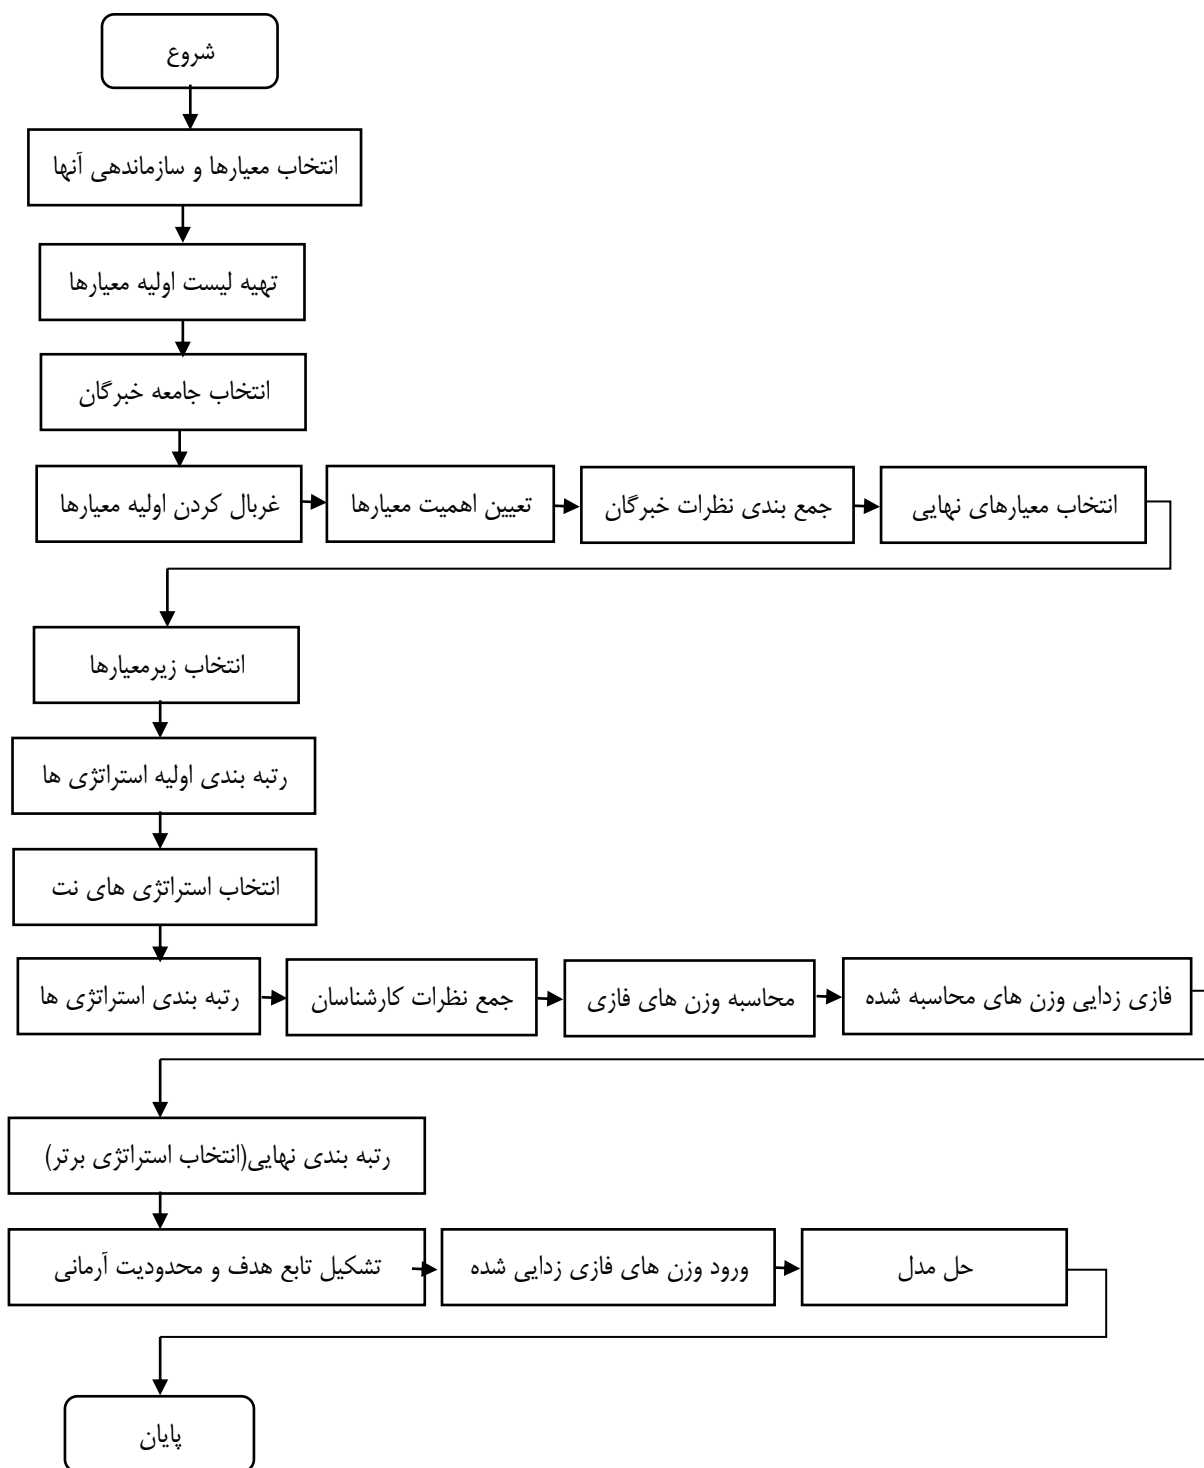 شروع
انتخاب معیارها و سازماندهی آنها
تهیه لیست اولیه معیارها
انتخاب جامعه خبرگان
غربال کردن اولیه معیارها
تعیین اهمیت معیارها
جمع بندی نظرات خبرگان
انتخاب معیارهای نهایی
انتخاب زیرمعیارها
رتبه بندی اولیه استراتژی ها
انتخاب استراتژی های نت
رتبه بندی استراتژی ها
جمع نظرات کارشناسان
محاسبه وزن های فازی
فازی زدایی وزن های محاسبه شده
رتبه بندی نهایی(انتخاب استراتژی برتر)
تشکیل تابع هدف و محدودیت آرمانی
ورود وزن های فازی زدایی شده
حل مدل
پایان